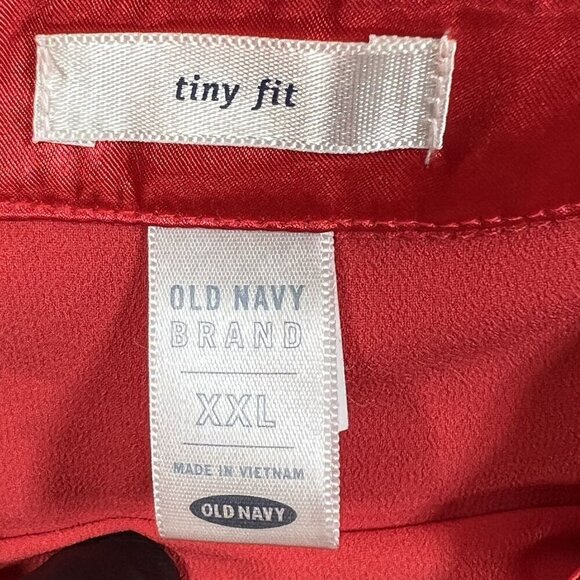 tiny fit
OLD NAVY
BRAND
XXL
MADE IN VIETNAM
OLD NAVY